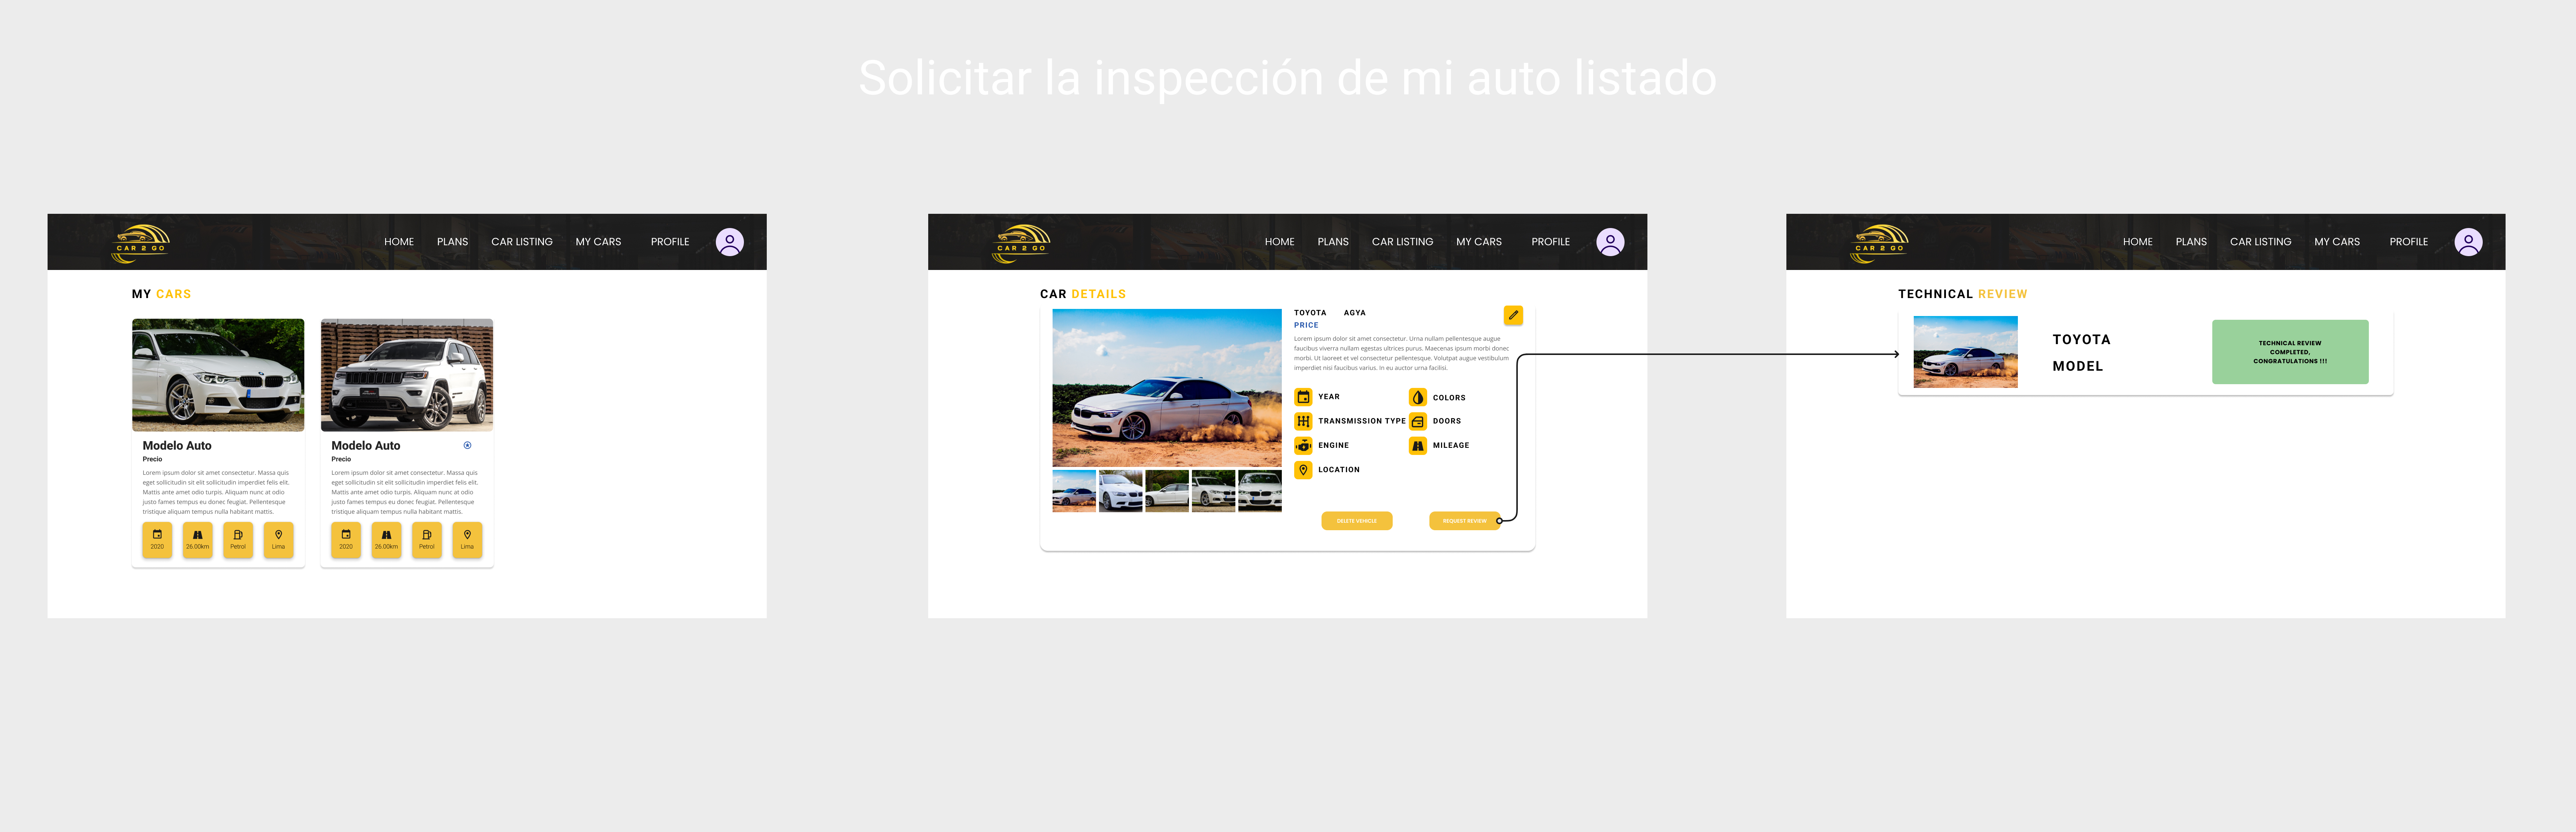 Solicitar la inspección de mi auto listado
CAR 2 GO
HOME PLANS CAR LISTING MY CARS PROFILE
MY CARS
Modelo Auto
Precio
Lorem ipsum dolor sit amet consectetur. Massa quis
eget sollicitudin sit elit sollicitudin imperdiet felis elit.
Mattis ante amet odio turpis. Aliquam nunc at odio
justo fames tempus eu donec feugiat. Pellentesque
tristique aliquam tempus nulla habitant mattis.
2020 26.00km Petrol Lima
Modelo Auto
Precio
Lorem ipsum dolor sit amet consectetur. Massa quis
eget sollicitudin sit elit sollicitudin imperdiet felis elit.
Mattis ante amet odio turpis. Aliquam nunc at odio
justo fames tempus eu donec feugiat. Pellentesque
tristique aliquam tempus nulla habitant mattis.
2020 26.00km Petrol Lima
CAR 2 GO
HOME PLANS CAR LISTING MY CARS PROFILE
CAR DETAILS
TOYOTA AGYA
PRICE
Lorem ipsum dolor sit amet consectetur. Urna nullam pellentesque augue
faucibus viverra nullam egestas ultrices purus. Maecenas ipsum morbi donec
morbi. Ut laoreet et vel consectetur pellentesque. Volutpat augue vestibulum
imperdiet nisi faucibus varius. In eu auctor urna facilisi.
YEAR COLORS
TRANSMISSION TYPE DOORS
ENGINE MILEAGE
LOCATION
DELETE VEHICLE REQUEST REVIEW
CAR 2 GO
HOME PLANS CAR LISTING MY CARS PROFILE
TECHNICAL REVIEW
TOYOTA
MODEL
TECHNICAL REVIEW
COMPLETED,
CONGRATULATIONS !!!